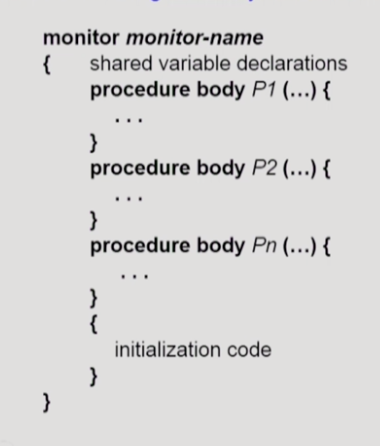 monitor monitor-name
{ shared variable declarations
procedure body P1 (...) {
...
}
procedure body P2 (...) {
...
}
procedure body Pn (...) {
...
}
{
initialization code
}
}